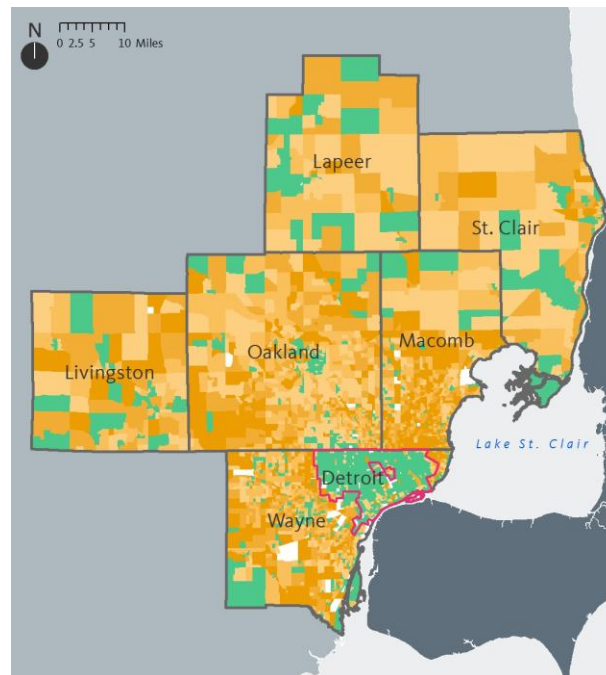 N
0 2.5 5 10 Miles
Lapeer
St. Clair
Oakland
Macomb
Livingston
Lake St. Clair
Detroit
Wayne